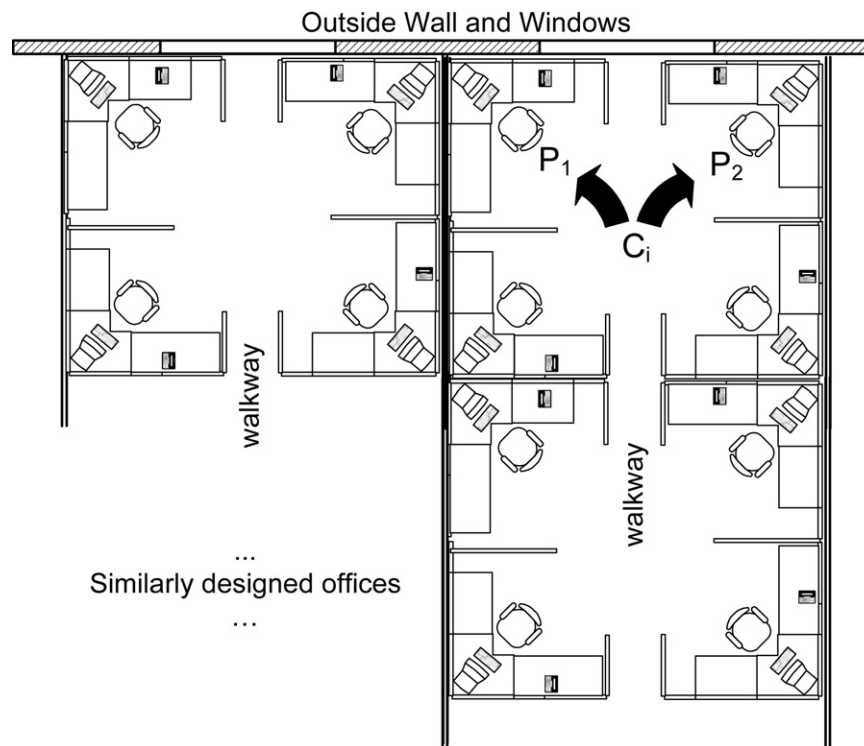 Outside Wall and Windows
P₁
P₂
Cᵢ
walkway
walkway
...
Similarly designed offices
...